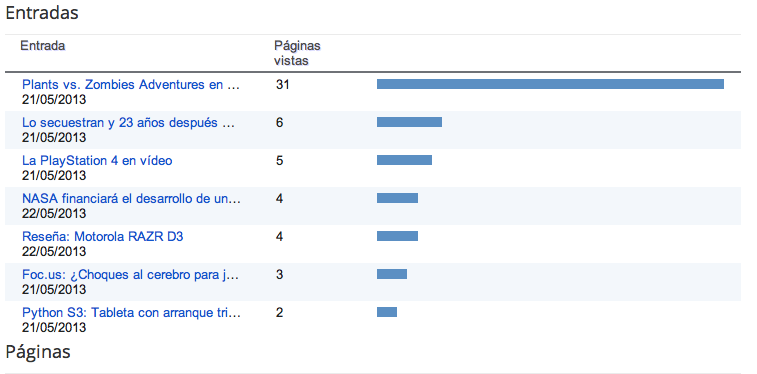 Entradas
Entrada Páginas
vistas
Plants vs. Zombies Adventures en ... 31
21/05/2013
Lo secuestran y 23 años después ... 6
21/05/2013
La PlayStation 4 en vídeo 5
21/05/2013
NASA financiará el desarrollo de un... 4
22/05/2013
Reseña: Motorola RAZR D3 4
22/05/2013
Foc.us: ¿Choques al cerebro para j... 3
21/05/2013
Python S3: Tableta con arranque tri... 2
21/05/2013
Páginas